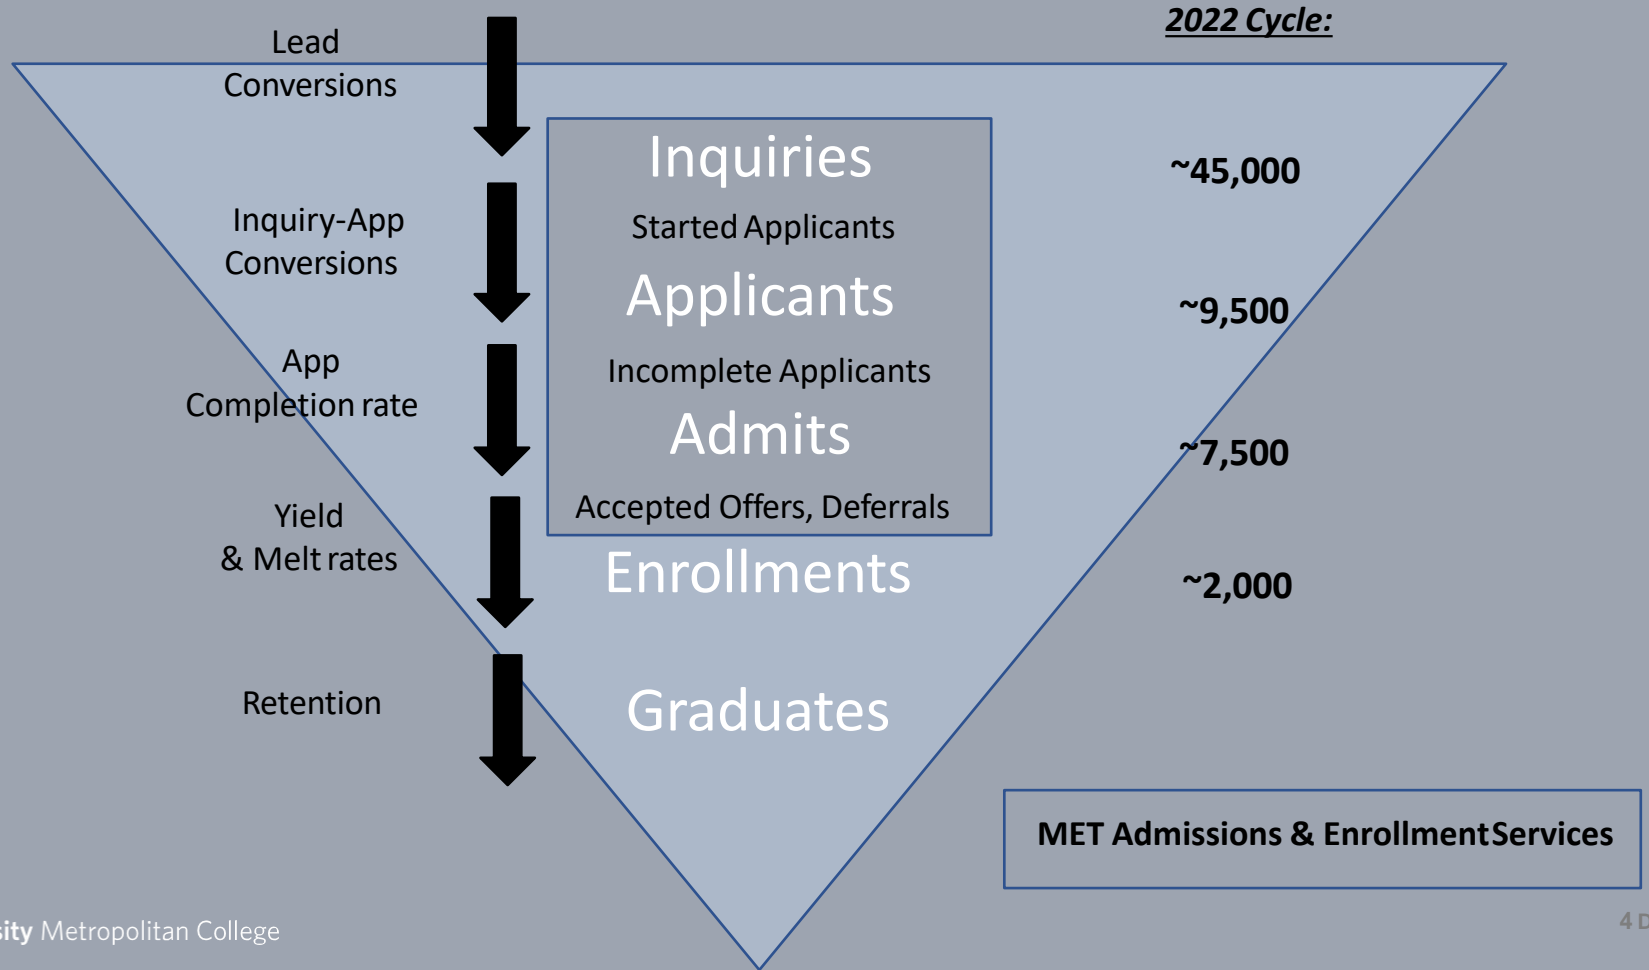 2022 Cycle:
Lead
Conversions
Inquiries
~45,000
Started Applicants
Inquiry-App
Conversions
Applicants
~9,500
App
Completion rate
Incomplete Applicants
Admits
~7,500
Accepted Offers, Deferrals
Yield
& Melt rates
Enrollments
~2,000
Retention
Graduates
MET Admissions & EnrollmentServices
sity Metropolitan College
4 D